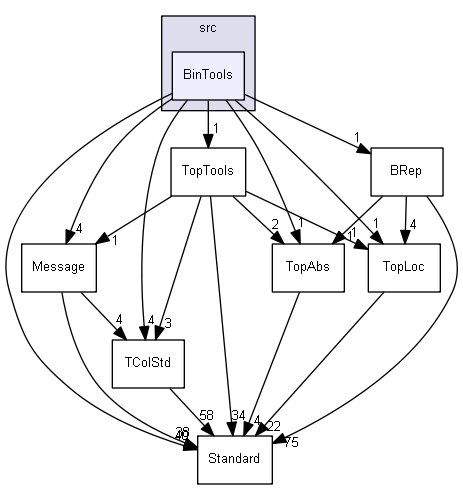 src
BinTools
1
1
TopTools
BRep
4
1
2
1
1
1
4
Message
TopAbs
TopLoc
4
4
3
TColStd
58
34
4
22
75
Standard